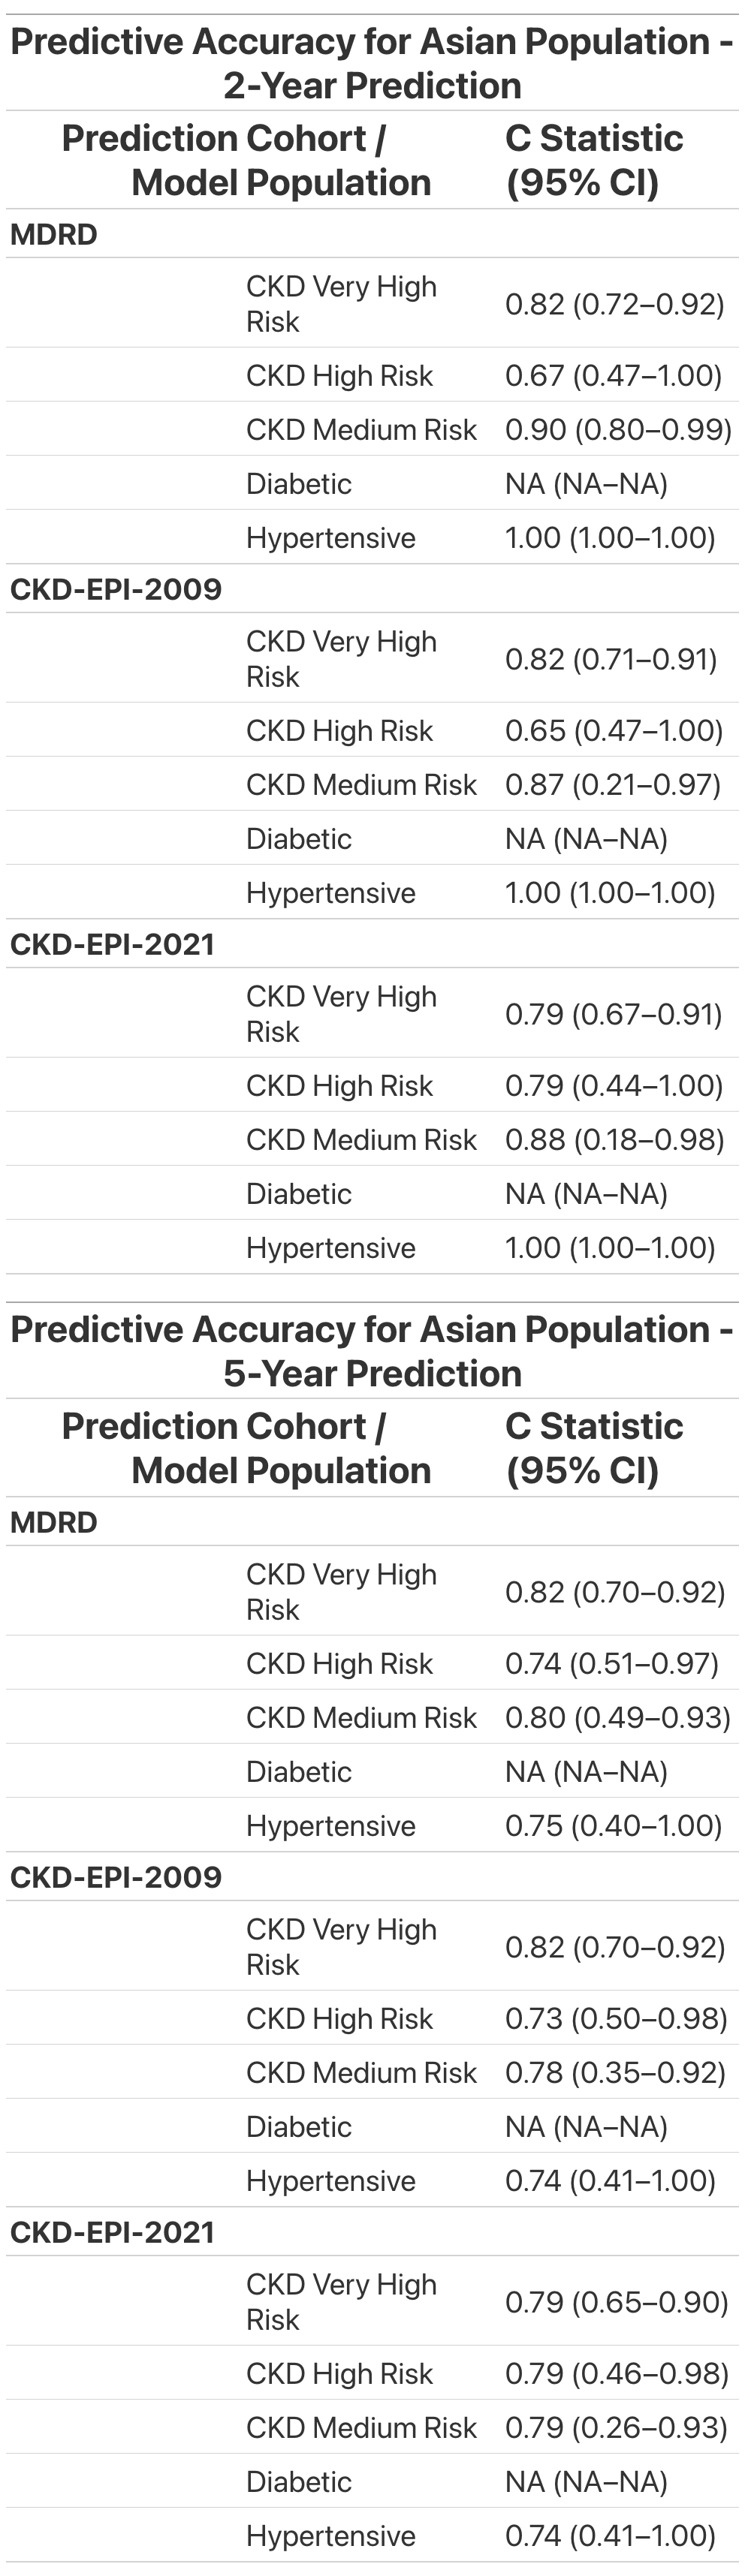 Predictive Accuracy for Asian Population -
2-Year Prediction
Prediction Cohort / C Statistic
Model Population (95% CI)
MDRD
CKD Very High
Risk 0.82 (0.72–0.92)
CKD High Risk 0.67 (0.47–1.00)
CKD Medium Risk 0.90 (0.80–0.99)
Diabetic NA (NA–NA)
Hypertensive 1.00 (1.00–1.00)
CKD-EPI-2009
CKD Very High
Risk 0.82 (0.71–0.91)
CKD High Risk 0.65 (0.47–1.00)
CKD Medium Risk 0.87 (0.21–0.97)
Diabetic NA (NA–NA)
Hypertensive 1.00 (1.00–1.00)
CKD-EPI-2021
CKD Very High
Risk 0.79 (0.67–0.91)
CKD High Risk 0.79 (0.44–1.00)
CKD Medium Risk 0.88 (0.18–0.98)
Diabetic NA (NA–NA)
Hypertensive 1.00 (1.00–1.00)
Predictive Accuracy for Asian Population -
5-Year Prediction
Prediction Cohort / C Statistic
Model Population (95% CI)
MDRD
CKD Very High
Risk 0.82 (0.70–0.92)
CKD High Risk 0.74 (0.51–0.97)
CKD Medium Risk 0.80 (0.49–0.93)
Diabetic NA (NA–NA)
Hypertensive 0.75 (0.40–1.00)
CKD-EPI-2009
CKD Very High
Risk 0.82 (0.70–0.92)
CKD High Risk 0.73 (0.50–0.98)
CKD Medium Risk 0.78 (0.35–0.92)
Diabetic NA (NA–NA)
Hypertensive 0.74 (0.41–1.00)
CKD-EPI-2021
CKD Very High
Risk 0.79 (0.65–0.90)
CKD High Risk 0.79 (0.46–0.98)
CKD Medium Risk 0.79 (0.26–0.93)
Diabetic NA (NA–NA)
Hypertensive 0.74 (0.41–1.00)